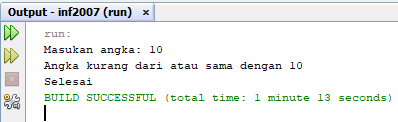 Output - inf2007 (run) x
run:
Masukan angka: 10
Angka kurang dari atau sama dengan 10
Selesai
BUILD SUCCESSFUL (total time: 1 minute 13 seconds)